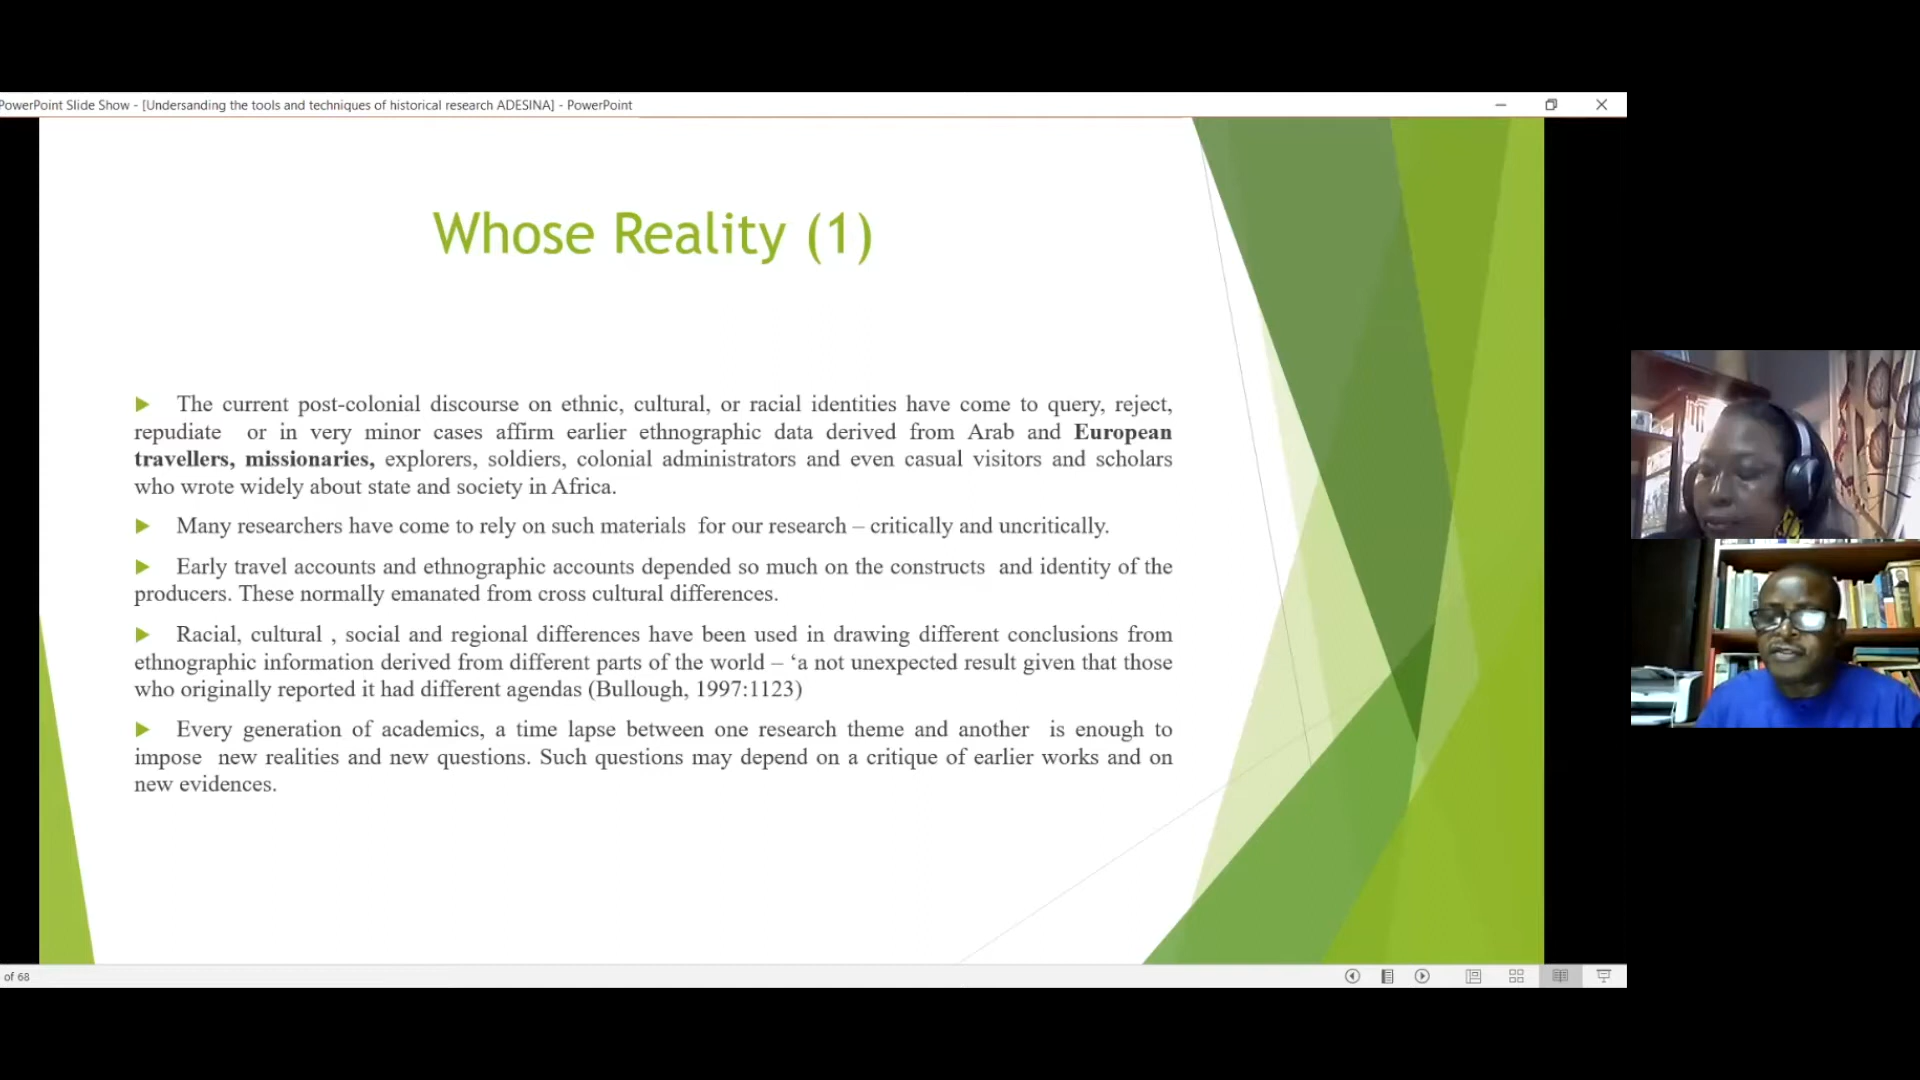 PowerPoint Slide Show - [Undersanding the tools and techniques of historical research ADESINA] - PowerPoint
Whose Reality (1)
The current post-colonial discourse on ethnic, cultural, or racial identities have come to query, reject,
repudiate or in very minor cases affirm earlier ethnographic data derived from Arab and European
travellers, missionaries, explorers, soldiers, colonial administrators and even casual visitors and scholars
who wrote widely about state and society in Africa.
Many researchers have come to rely on such materials for our research – critically and uncritically.
Early travel accounts and ethnographic accounts depended so much on the constructs and identity of the
producers. These normally emanated from cross cultural differences.
Racial, cultural , social and regional differences have been used in drawing different conclusions from
ethnographic information derived from different parts of the world – ‘a not unexpected result given that those
who originally reported it had different agendas (Bullough, 1997:1123)
Every generation of academics, a time lapse between one research theme and another is enough to
impose new realities and new questions. Such questions may depend on a critique of earlier works and on
new evidences.
of 68